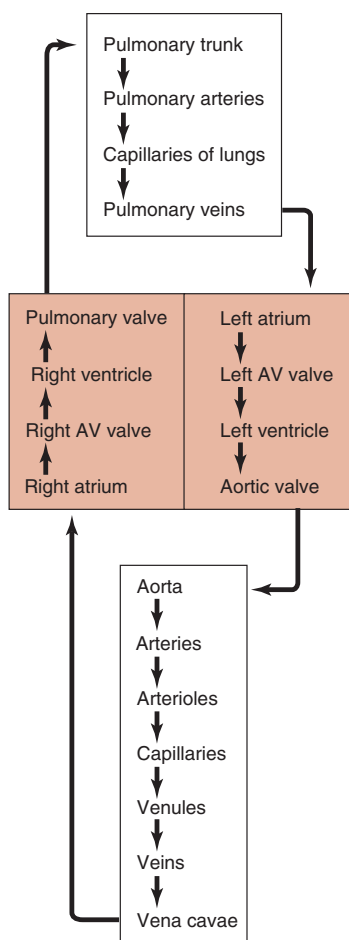 Pulmonary trunk
Pulmonary arteries
Capillaries of lungs
Pulmonary veins
Pulmonary valve
Right ventricle
Right AV valve
Right atrium
Left atrium
Left AV valve
Left ventricle
Aortic valve
Aorta
Arteries
Arterioles
Capillaries
Venules
Veins
Vena cavae